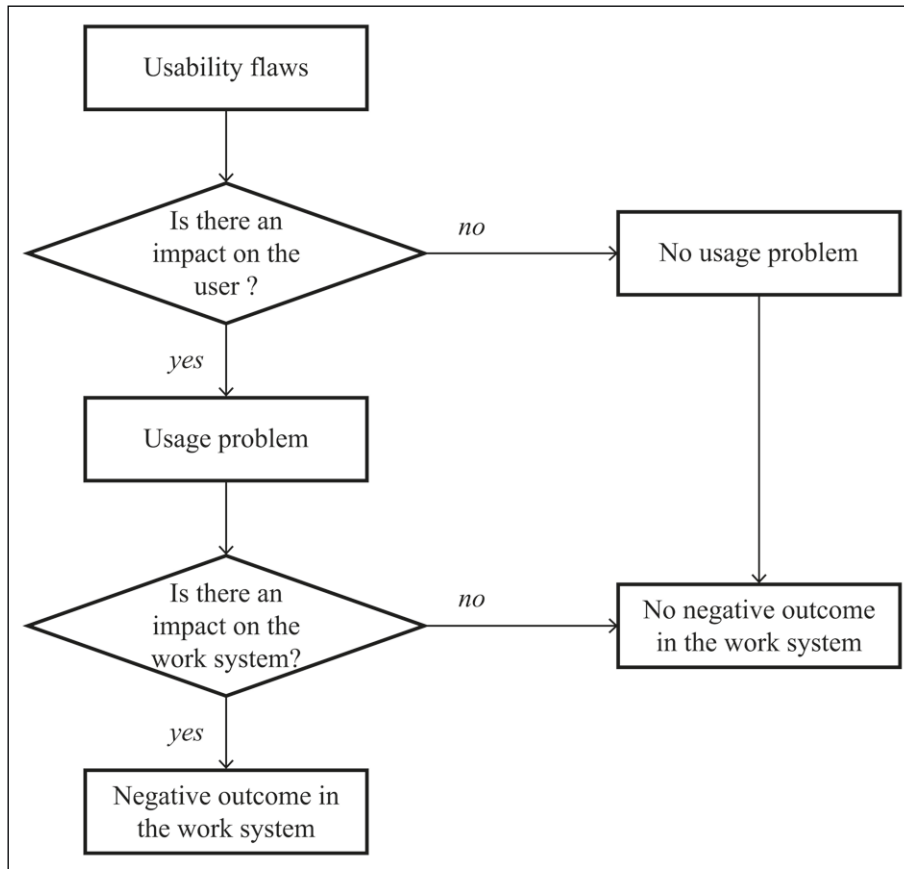 Usability flaws
Is there an
impact on the
user ?
no
No usage problem
yes
Usage problem
Is there an
impact on the
work system?
no
No negative outcome
in the work system
yes
Negative outcome in
the work system